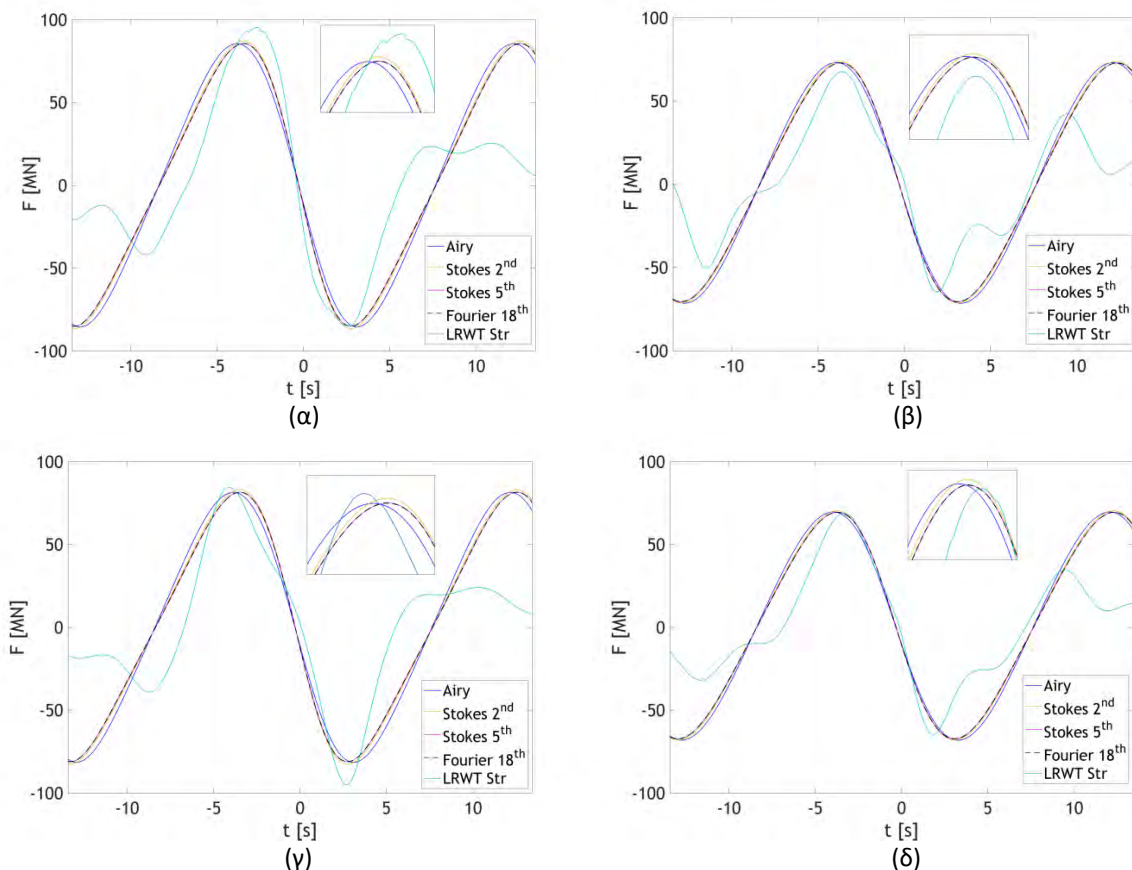 100
50
0
-50
-100
F [MN]
-10
-5
0
5
10
t [s]
Airy
Stokes 2nd
Stokes 5th
Fourier 18th
LRWT Str
(α)
100
50
0
-50
-100
F [MN]
-10
-5
0
5
10
t [s]
Airy
Stokes 2nd
Stokes 5th
Fourier 18th
LRWT Str
(β)
100
50
0
-50
-100
F [MN]
-10
-5
0
5
10
t [s]
Airy
Stokes 2nd
Stokes 5th
Fourier 18th
LRWT Str
(γ)
100
50
0
-50
-100
F [MN]
-10
-5
0
5
10
t [s]
Airy
Stokes 2nd
Stokes 5th
Fourier 18th
LRWT Str
(δ)